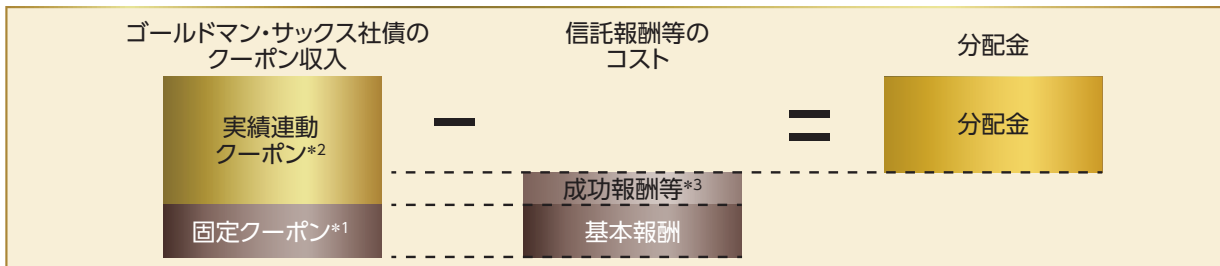 ゴールドマン・サックス社債の
クーポン収入
信託報酬等の
コスト
分配金
実績連動
クーポン*2
固定クーポン*1
−
成功報酬等*3
基本報酬
=
分配金